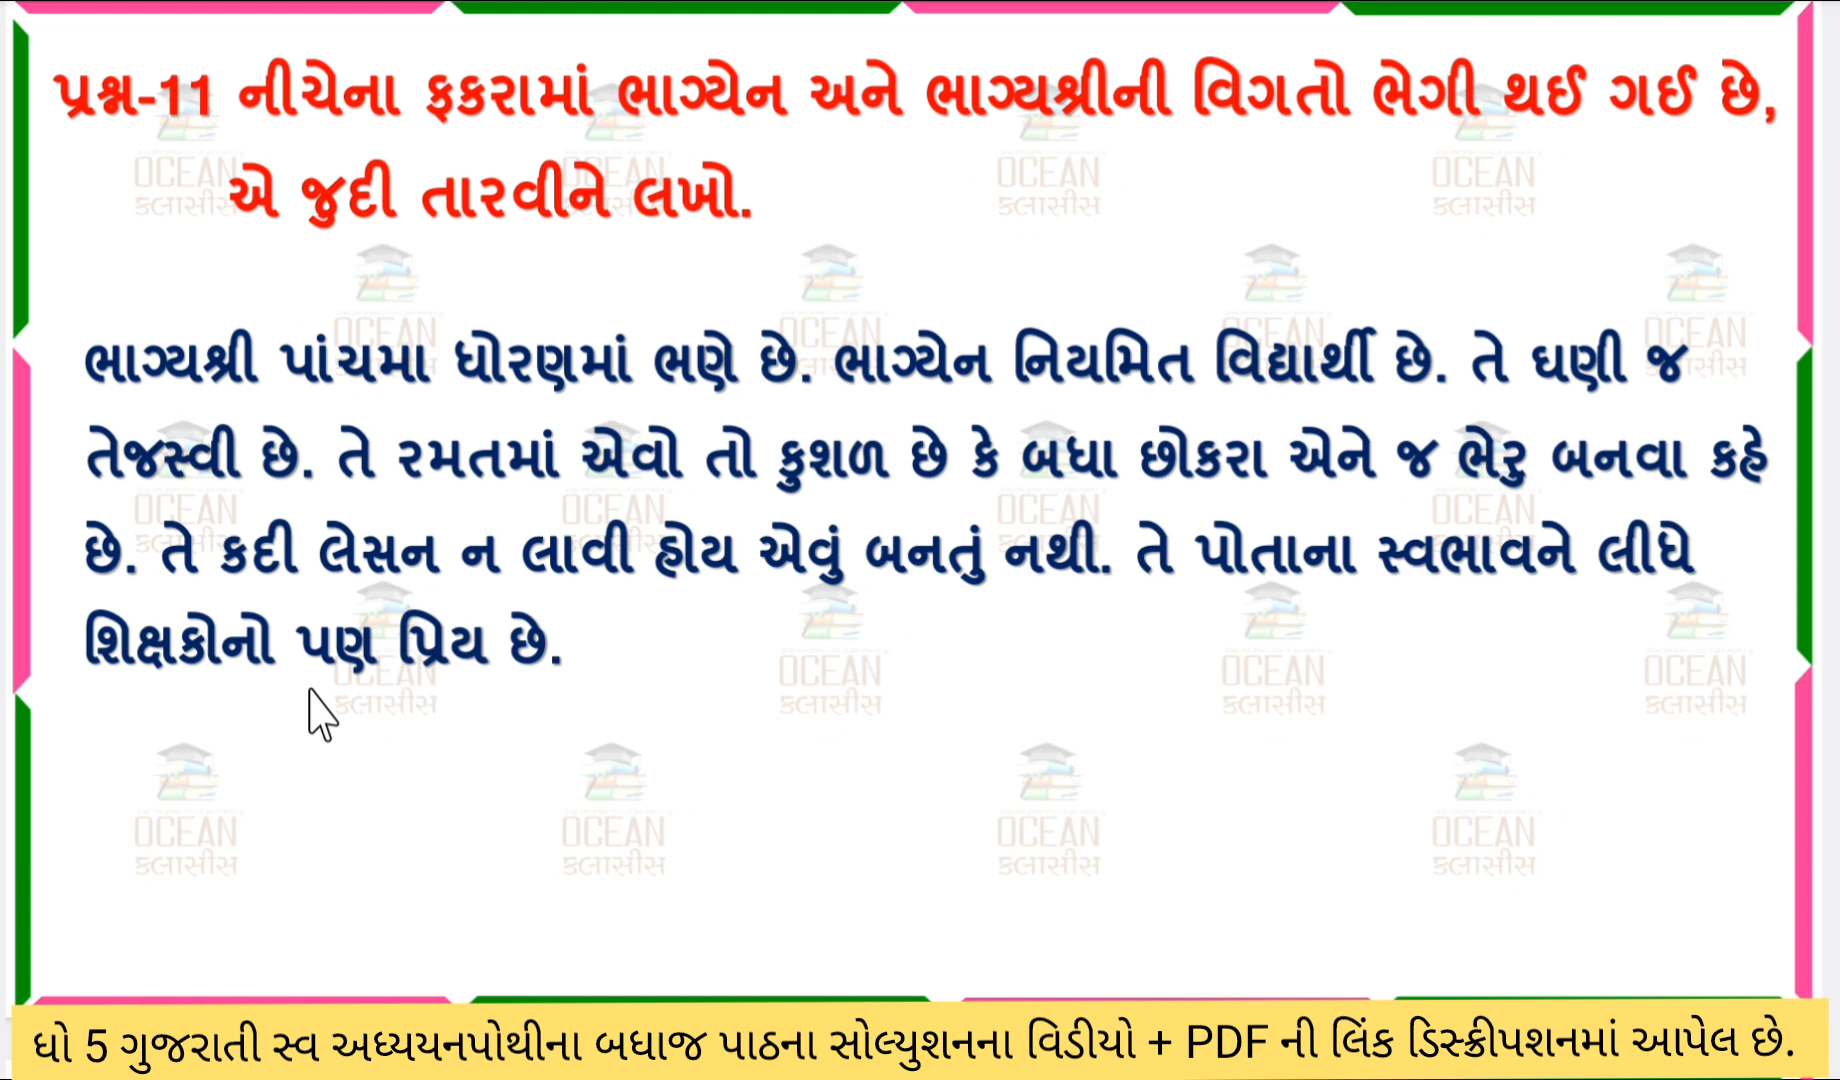 પ્રશ્ન-11 નીચેના ફકરામાં ભાગ્યેન અને ભાગ્યશ્રીની વિગતો ભેગી થઈ ગઈ છે,
એ જુદી તારવીને લખો.
ભાગ્યશ્રી પાંચમા ધોરણમાં ભણે છે. ભાગ્યેન નિયમિત વિદ્યાર્થી છે. તે ઘણી જ
તેજસ્વી છે. તે રમતમાં એવો તો કુશળ છે કે બધા છોકરા એને જ ભેરુ બનવા કહે
છે. તે કદી લેસન ન લાવી હોય એવું બનતું નથી. તે પોતાના સ્વભાવને લીધે
શિક્ષકોનો પણ પ્રિય છે.
OCEAN
ક્લાસીસ
ધો 5 ગુજરાતી સ્વ અધ્યયનપોથીના બધાજ પાઠના સોલ્યુશનના વિડીયો + PDF ની લિંક ડિસ્ક્રીપશનમાં આપેલ છે.